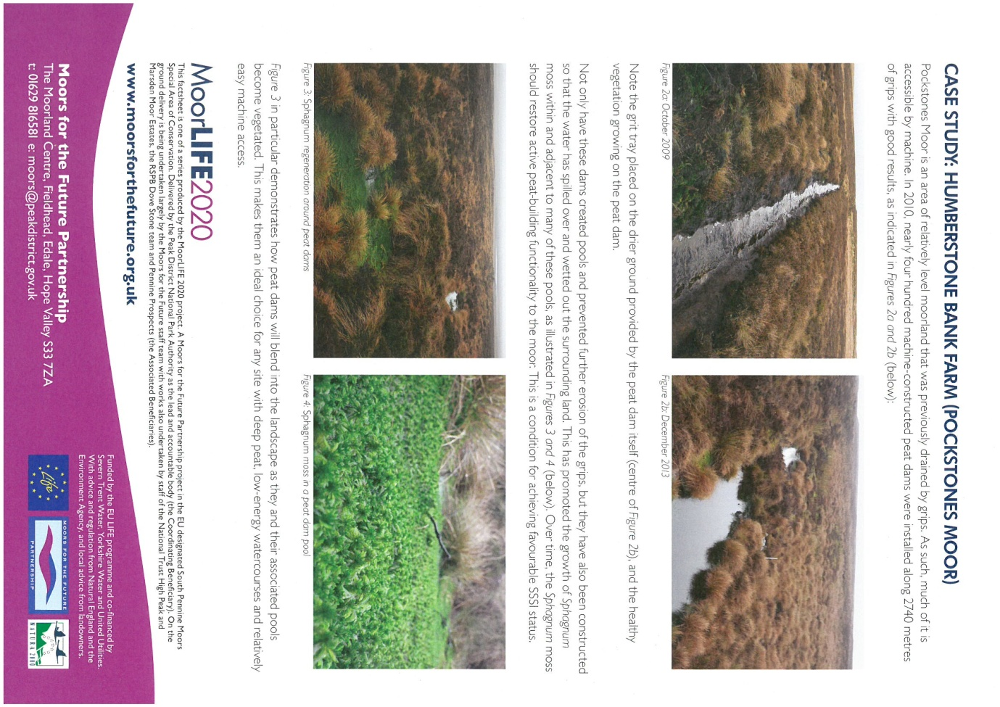 CASE STUDY: HUMBERSTONE BANK FARM (POCKSTONES MOOR)
Pockstones Moor is an area of relatively level moorland that was previously drained by grips. As such, much of it is
accessible by machine. In 2010, nearly four hundred machine-constructed peat dams were installed along 2740 metres
of grips with good results, as indicated in Figures 2a and 2b (below):
Figure 2a: October 2009
Figure 2b: December 2013
Note the grit tray placed on the drier ground provided by the peat dam itself (centre of Figure 2b), and the healthy
vegetation growing on the peat dam.
Not only have these dams created pools and prevented further erosion of the grips, but they have also been constructed
so that the water has spilled over and wetted out the surrounding land. This has promoted the growth of Sphagnum
moss within and adjacent to many of these pools, as illustrated in Figures 3 and 4 (below). Over time, the Sphagnum moss
should restore active peat-building functionality to the moor. This is a condition for achieving favourable SSSI status.
Figure 3: Sphagnum regeneration around peat dams
Figure 4: Sphagnum moss in a peat dam pool
Figure 3 in particular demonstrates how peat dams will blend into the landscape as they and their associated pools
become vegetated. This makes them an ideal choice for any site with deep peat, low-energy watercourses and relatively
easy machine access.
MoorLIFE2020
This factsheet is one of a series produced by the MoorLIFE 2020 project. A Moors for the Future Partnership project in the EU designated South Pennine Moors
Special Area of Conservation. Delivered by the Peak District National Park Authority as the lead and accountable body (the Coordinating Beneficiary). On the
ground delivery is being undertaken largely by the Moors for the Future staff team with works also undertaken by staff of the National Trust High Peak and
Marsden Moor Estates, the RSPB Dove Stone team and Pennine Prospects (the Associated Beneficiaries).
www.moorsforthefuture.org.uk
Moors for the Future Partnership
The Moorland Centre, Fieldhead, Edale, Hope Valley S33 7ZA
t: 01629 816581 e: moors@peakdistrict.gov.uk
Funded by the EU LIFE programme and co-financed by
Severn Trent Water, Yorkshire Water and United Utilities.
With advice and regulation from Natural England and the
Environment Agency, and local advice from landowners.
Life
MOORS FOR THE FUTURE
PARTNERSHIP
NATURA 2000